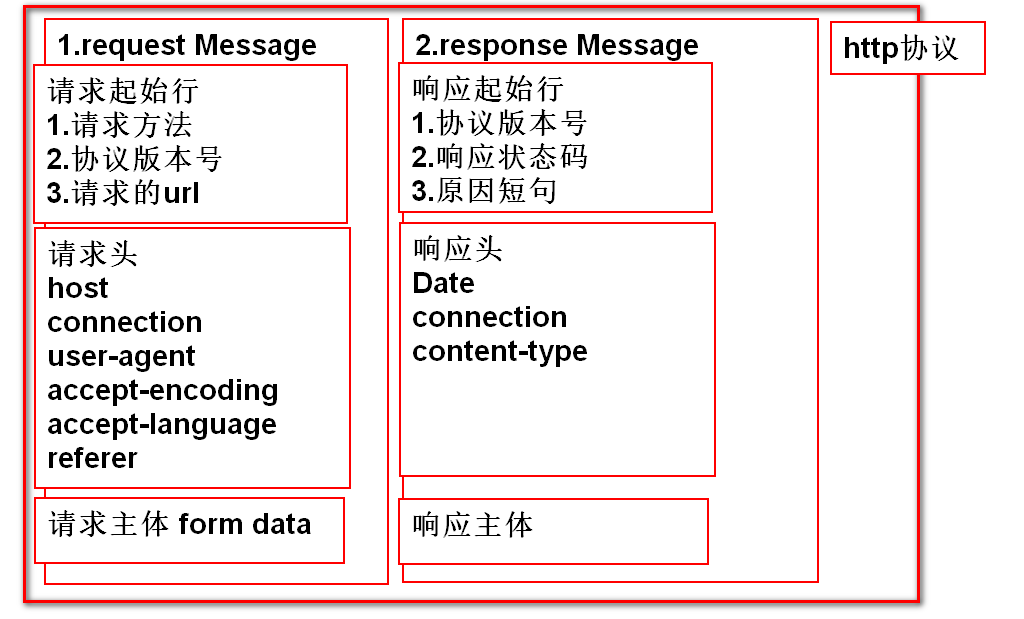 1.request Message
请求起始行
1.请求方法
2.协议版本号
3.请求的url
请求头
host
connection
user-agent
accept-encoding
accept-language
referer
请求主体 form data
2.response Message
响应起始行
1.协议版本号
2.响应状态码
3.原因短句
响应头
Date
connection
content-type
响应主体
http协议